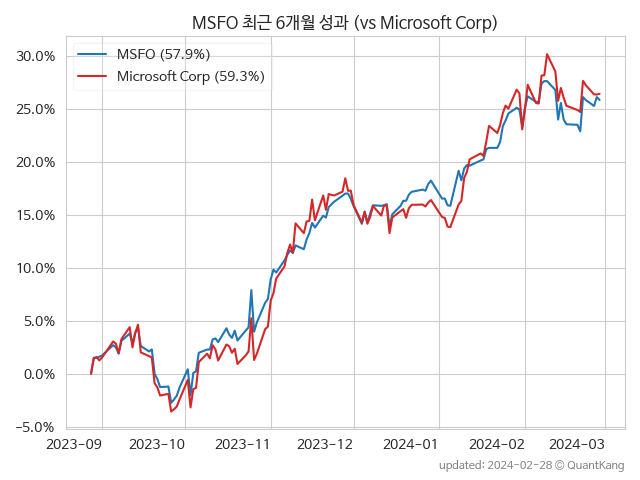 MSFO 최근 6개월 성과 (vs Microsoft Corp)
MSFO (57.9%)
Microsoft Corp (59.3%)
30.0%
25.0%
20.0%
15.0%
10.0%
5.0%
0.0%
−5.0%
2023−09 2023−10 2023−11 2023−12 2024−01 2024−02 2024−03
updated: 2024-02-28 © QuantKang